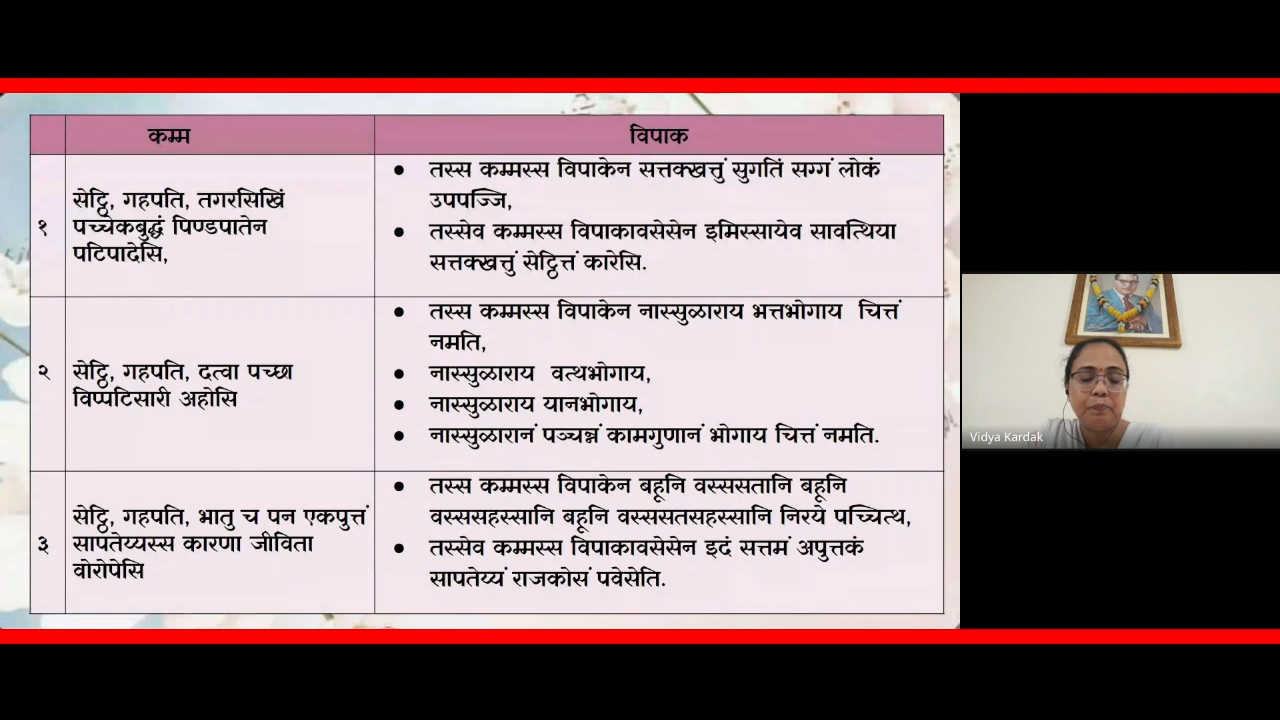 कम्म
विपाक
१
सेट्ठि, गहपति, तगरसिखिं
पच्चेकबुद्धं पिण्डपातेन
पटिपादेसि,
• तस्स कम्मस्स विपाकेन सत्तक्खत्तुं सुगतिं सग्गं लोकं
उपपज्जि,
• तस्सेव कम्मस्स विपाकावसेसेन इमिस्सायेव सावत्थिया
सत्तक्खत्तुं सेट्ठित्तं कारेसि.
२
सेट्ठि, गहपति, दत्वा पच्छा
विप्पटिसारी अहोसि
• तस्स कम्मस्स विपाकेन नास्सुळाराय भत्तभोगाय चित्तं
नमति,
• नास्सुळाराय वत्थभोगाय,
• नास्सुळाराय यानभोगाय,
• नास्सुळारानं पञ्चन्नं कामगुणानं भोगाय चित्तं नमति.
३
सेट्ठि, गहपति, भातु च पन एकपुत्तं
सापतेय्यस्स कारणा जीविता
वोरोपेसि
• तस्स कम्मस्स विपाकेन बहूनि वस्ससतानि बहूनि
वस्ससहस्सानि बहूनि वस्ससतसहस्सानि निरये पच्चित्थ,
• तस्सेव कम्मस्स विपाकावसेसेन इदं सत्तमं अपुत्तकं
सापतेय्यं राजकोसं पवेसेति.
Vidya Kardak